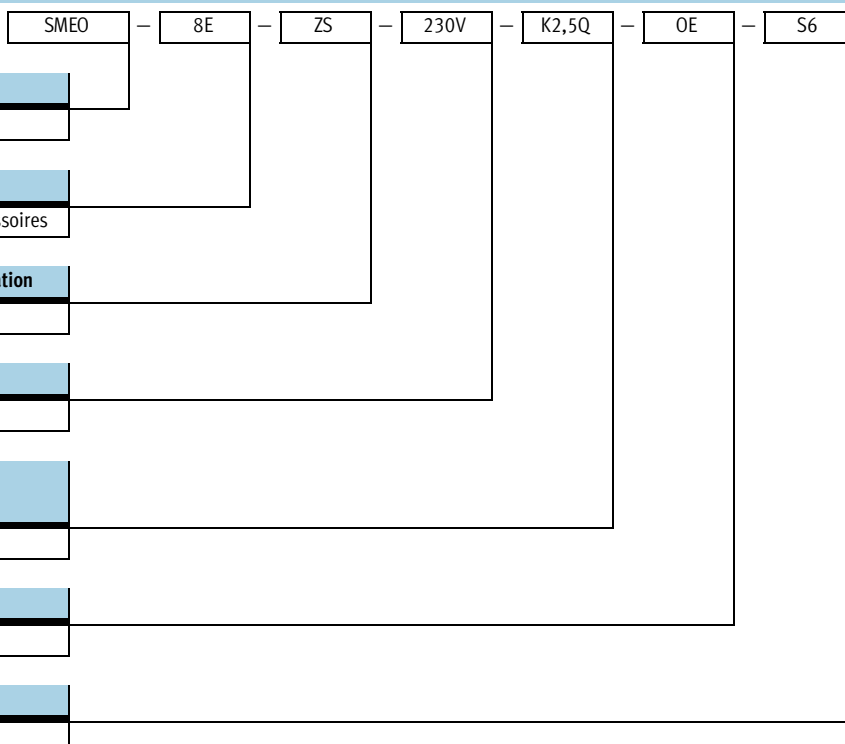 SMEO – 8E – ZS – 230V – K2,5Q – OE – S6
soires
tion